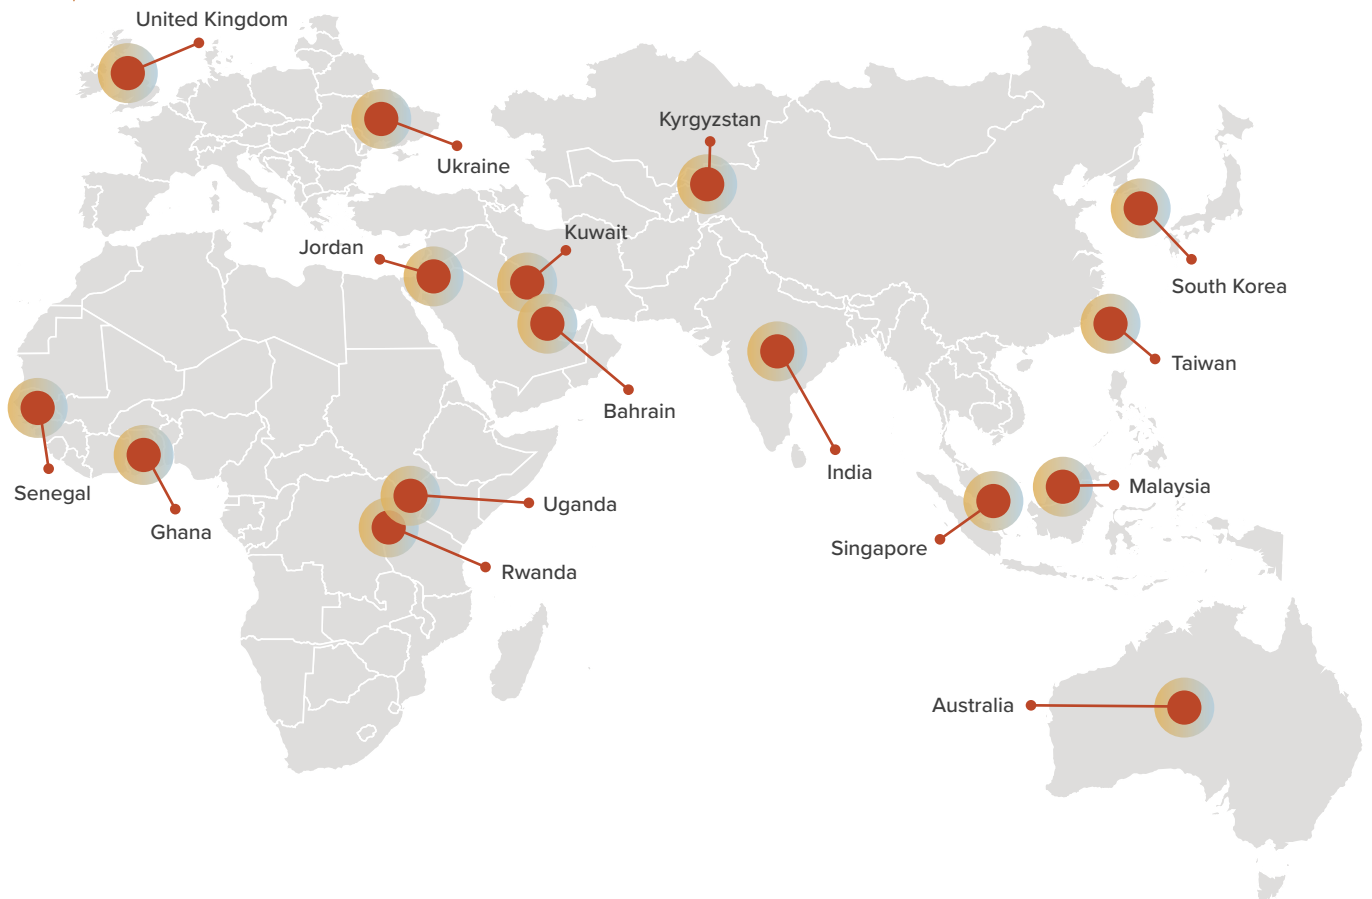 United Kingdom
Ukraine
Kyrgyzstan
Kuwait
Jordan
South Korea
Taiwan
Bahrain
India
Senegal
Ghana
Uganda
Rwanda
Malaysia
Singapore
Australia